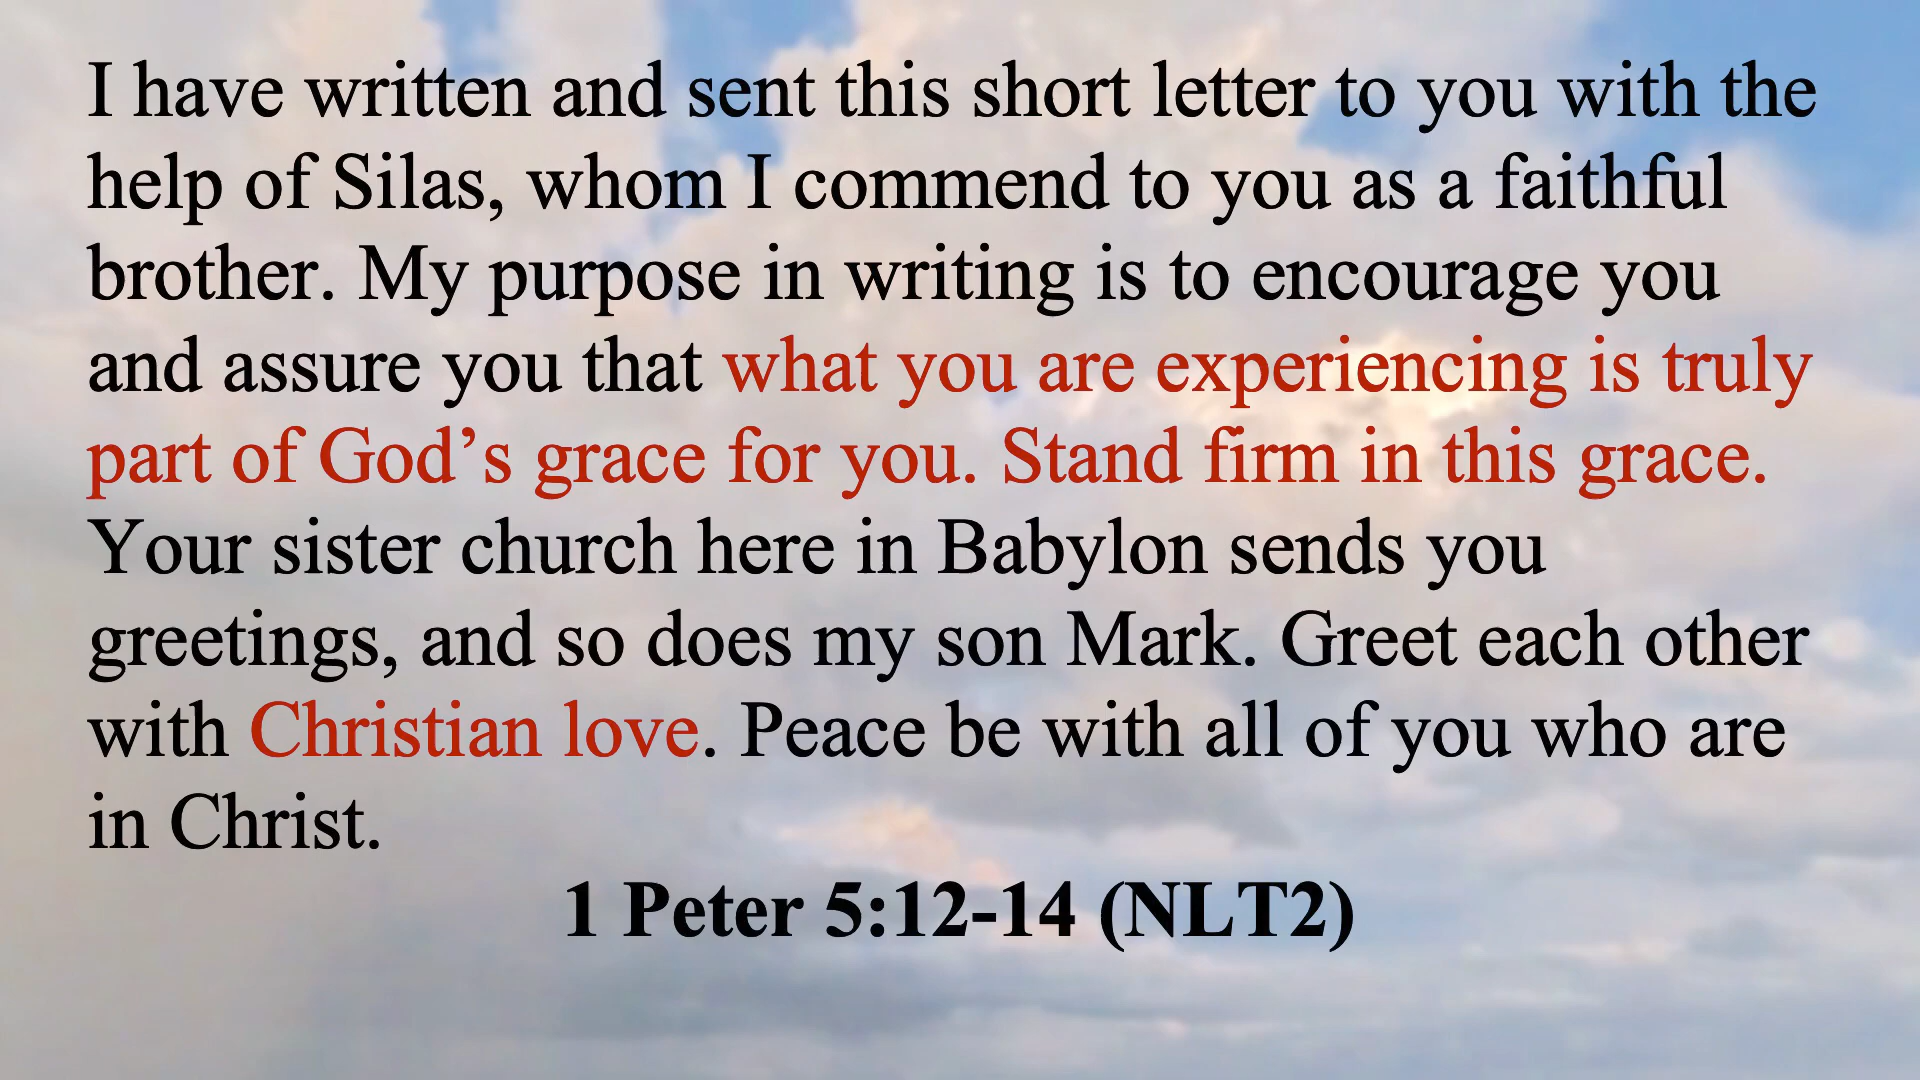 I have written and sent this short letter to you with the
help of Silas, whom I commend to you as a faithful
brother. My purpose in writing is to encourage you
and assure you that what you are experiencing is truly
part of God’s grace for you. Stand firm in this grace.
Your sister church here in Babylon sends you
greetings, and so does my son Mark. Greet each other
with Christian love. Peace be with all of you who are
in Christ.
1 Peter 5:12-14 (NLT2)